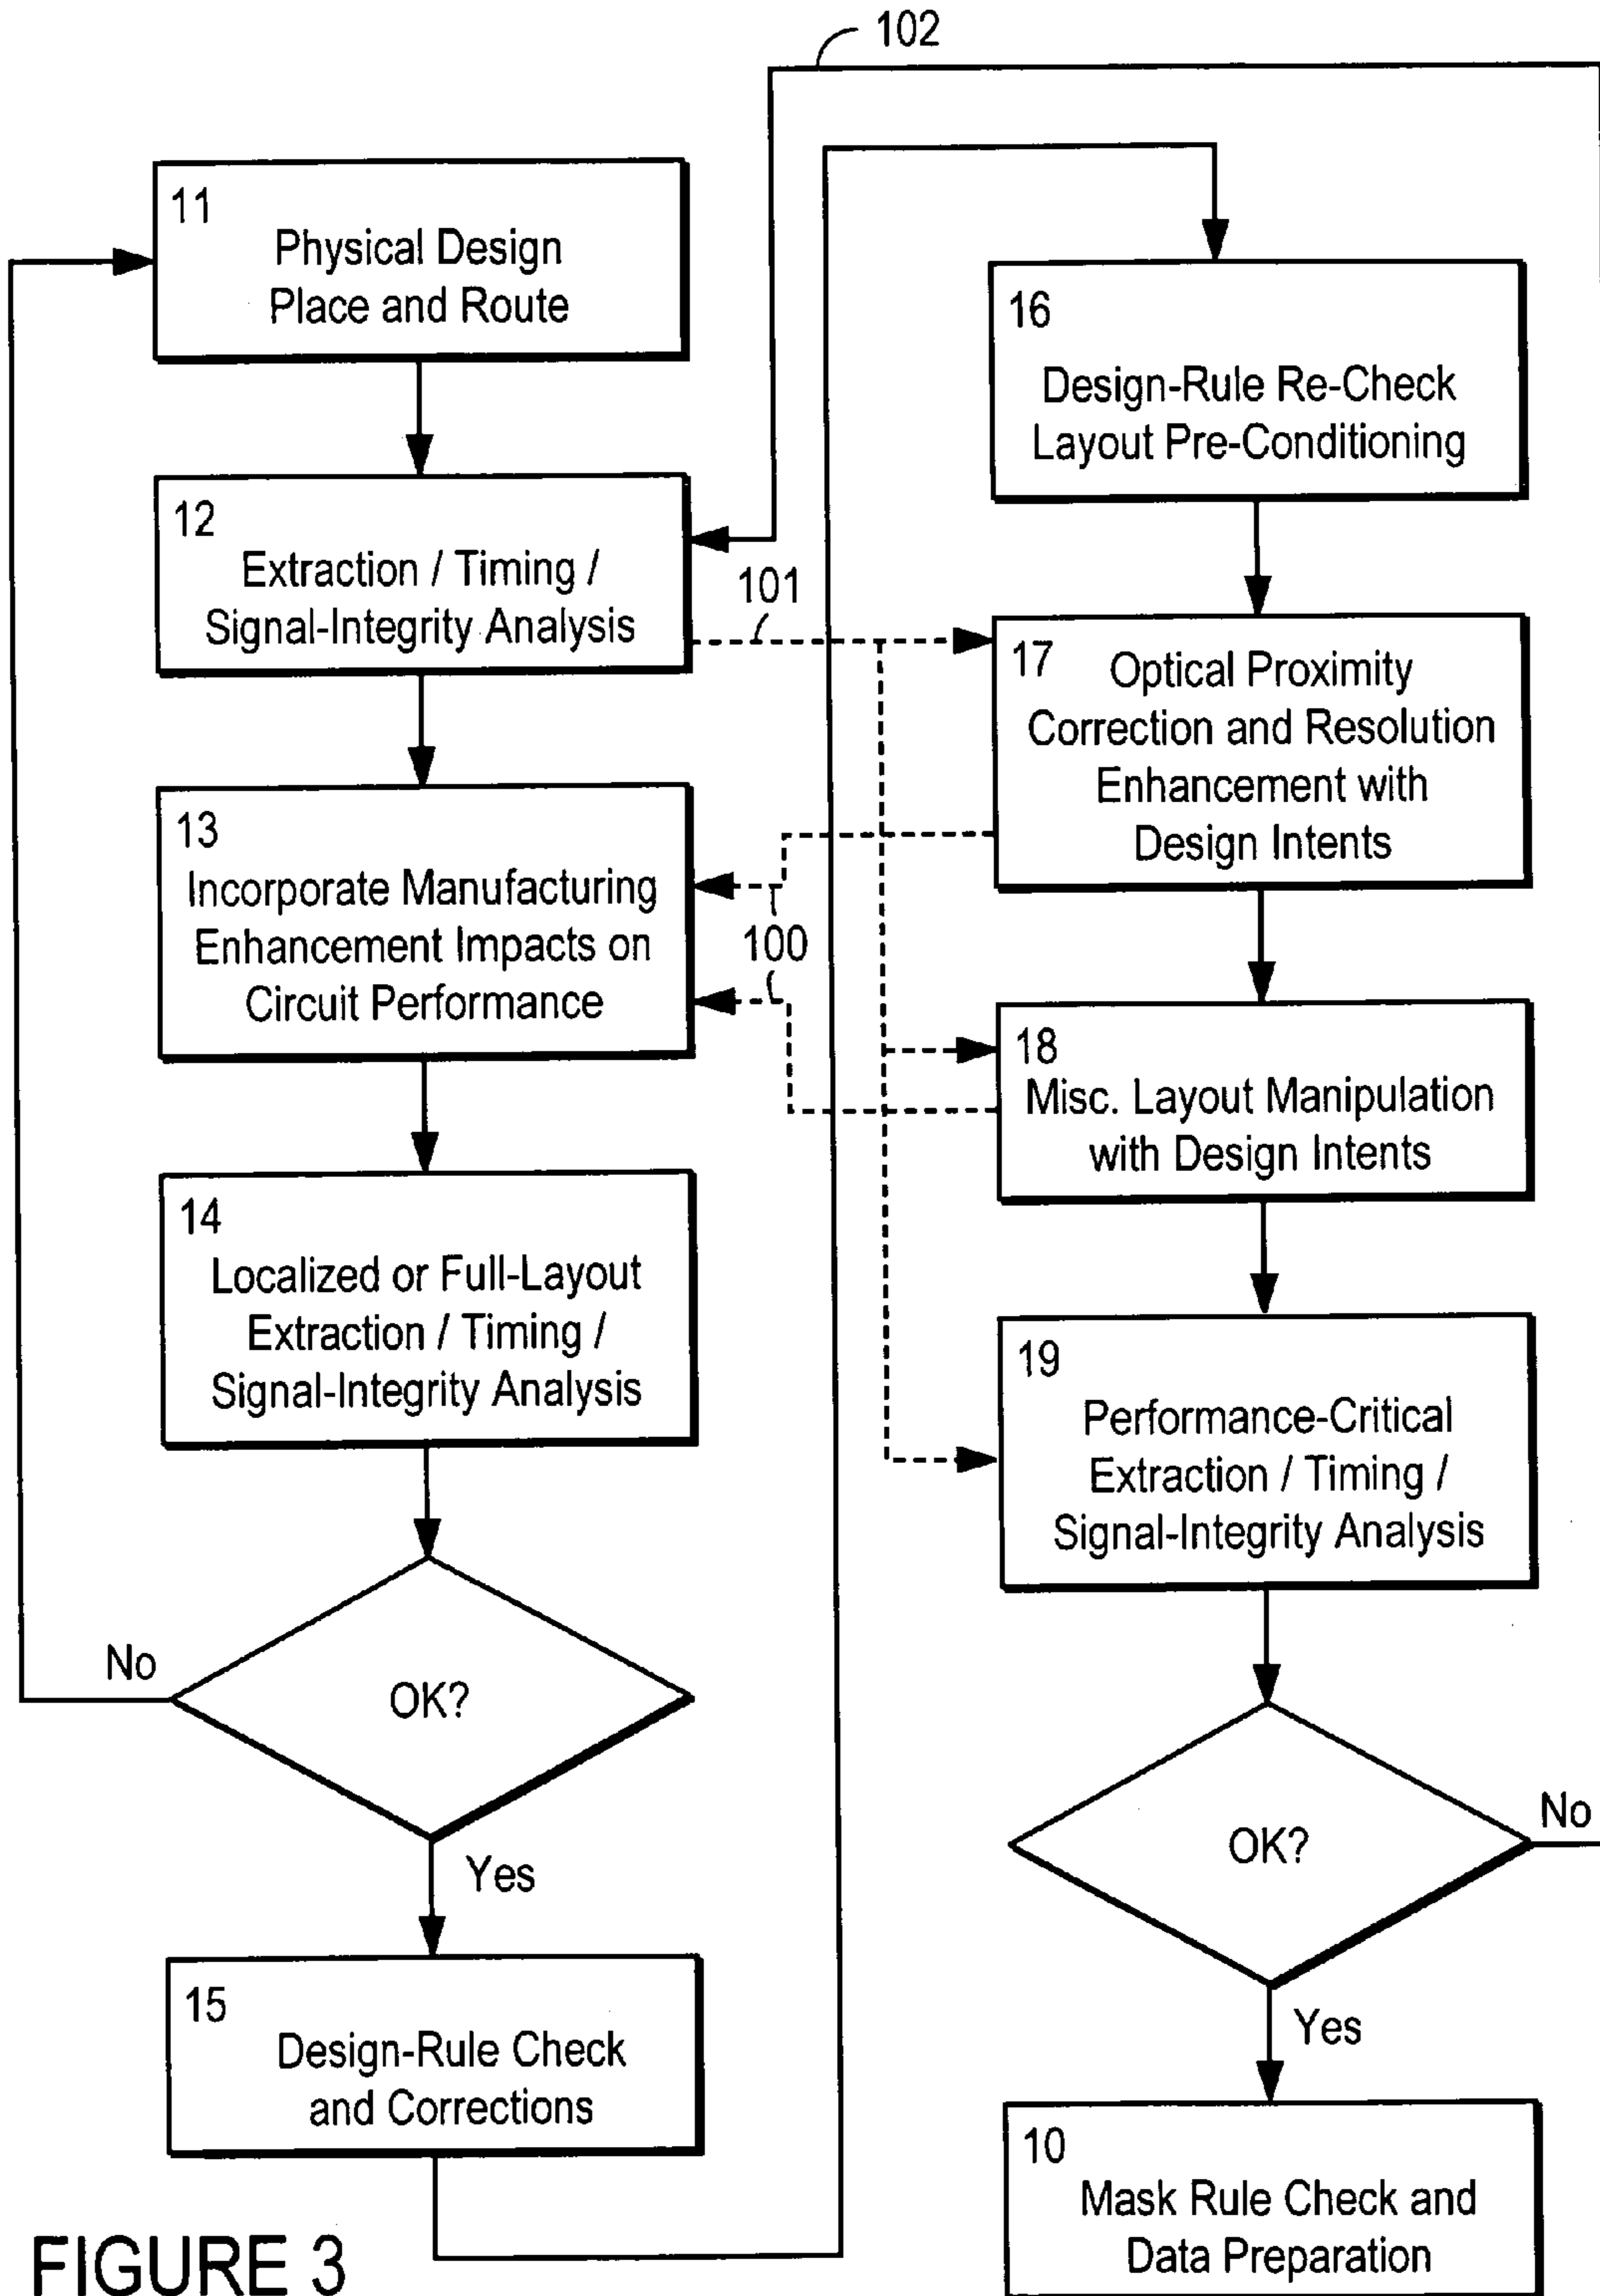 102
11
Physical Design
Place and Route
12
Extraction / Timing /
Signal-Integrity Analysis
101
13
Incorporate Manufacturing
Enhancement Impacts on
Circuit Performance
100
14
Localized or Full-Layout
Extraction / Timing /
Signal-Integrity Analysis
No
OK?
Yes
15
Design-Rule Check
and Corrections
16
Design-Rule Re-Check
Layout Pre-Conditioning
17
Optical Proximity
Correction and Resolution
Enhancement with
Design Intents
18
Misc. Layout Manipulation
with Design Intents
19
Performance-Critical
Extraction / Timing /
Signal-Integrity Analysis
OK?
No
Yes
10
Mask Rule Check and
Data Preparation
FIGURE 3